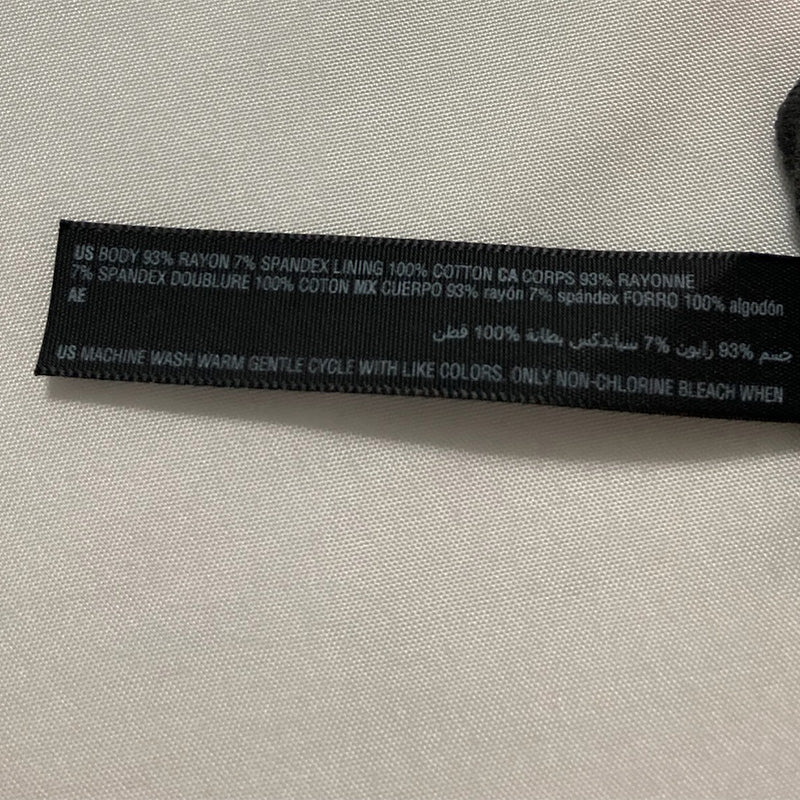 US BODY 93% RAYON 7% SPANDEX LINING 100% COTTON CA CORPS 93% RAYONNE
7% SPANDEX DOUBLURE 100% COTON MX CUERPO 93% rayón 7% spándex FORRO 100% algodón
AE
جسم 93% رايون 7% سباندكس بطانة 100% قطن
US MACHINE WASH WARM GENTLE CYCLE WITH LIKE COLORS. ONLY NON-CHLORINE BLEACH WHEN